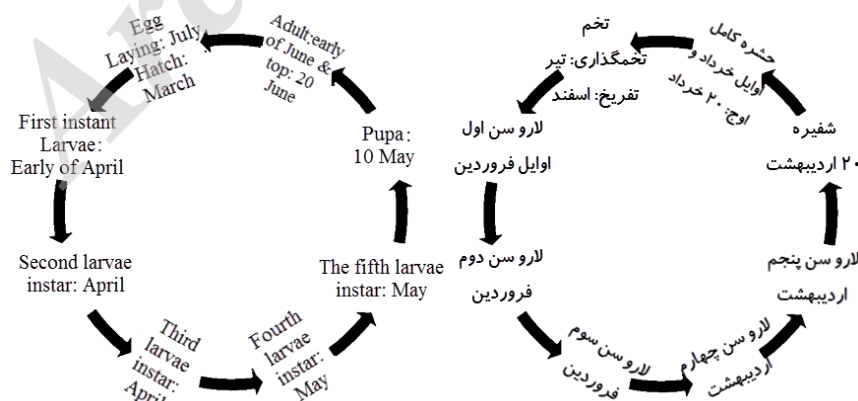 Egg
Laying: July
Hatch:
March
Adult:early
of June &
top: 20
June
First instant
Larvae:
Early of April
Pupa:
10 May
Second larvae
instar: April
The fifth larvae
instar: May
Third
larvae
instar:
April
Fourth
larvae
instar:
May
تخم
تخمگذاری: تیر
تفریخ: اسفند
حشره کامل
اوایل خرداد و
اوج: ۲۰ خرداد
لارو سن اول
اوایل فروردین
شفیره
۲۰ اردیبهشت
لارو سن دوم
فروردین
لارو سن پنجم
اردیبهشت
لارو سن سوم
فروردین
لارو سن چهارم
اردیبهشت